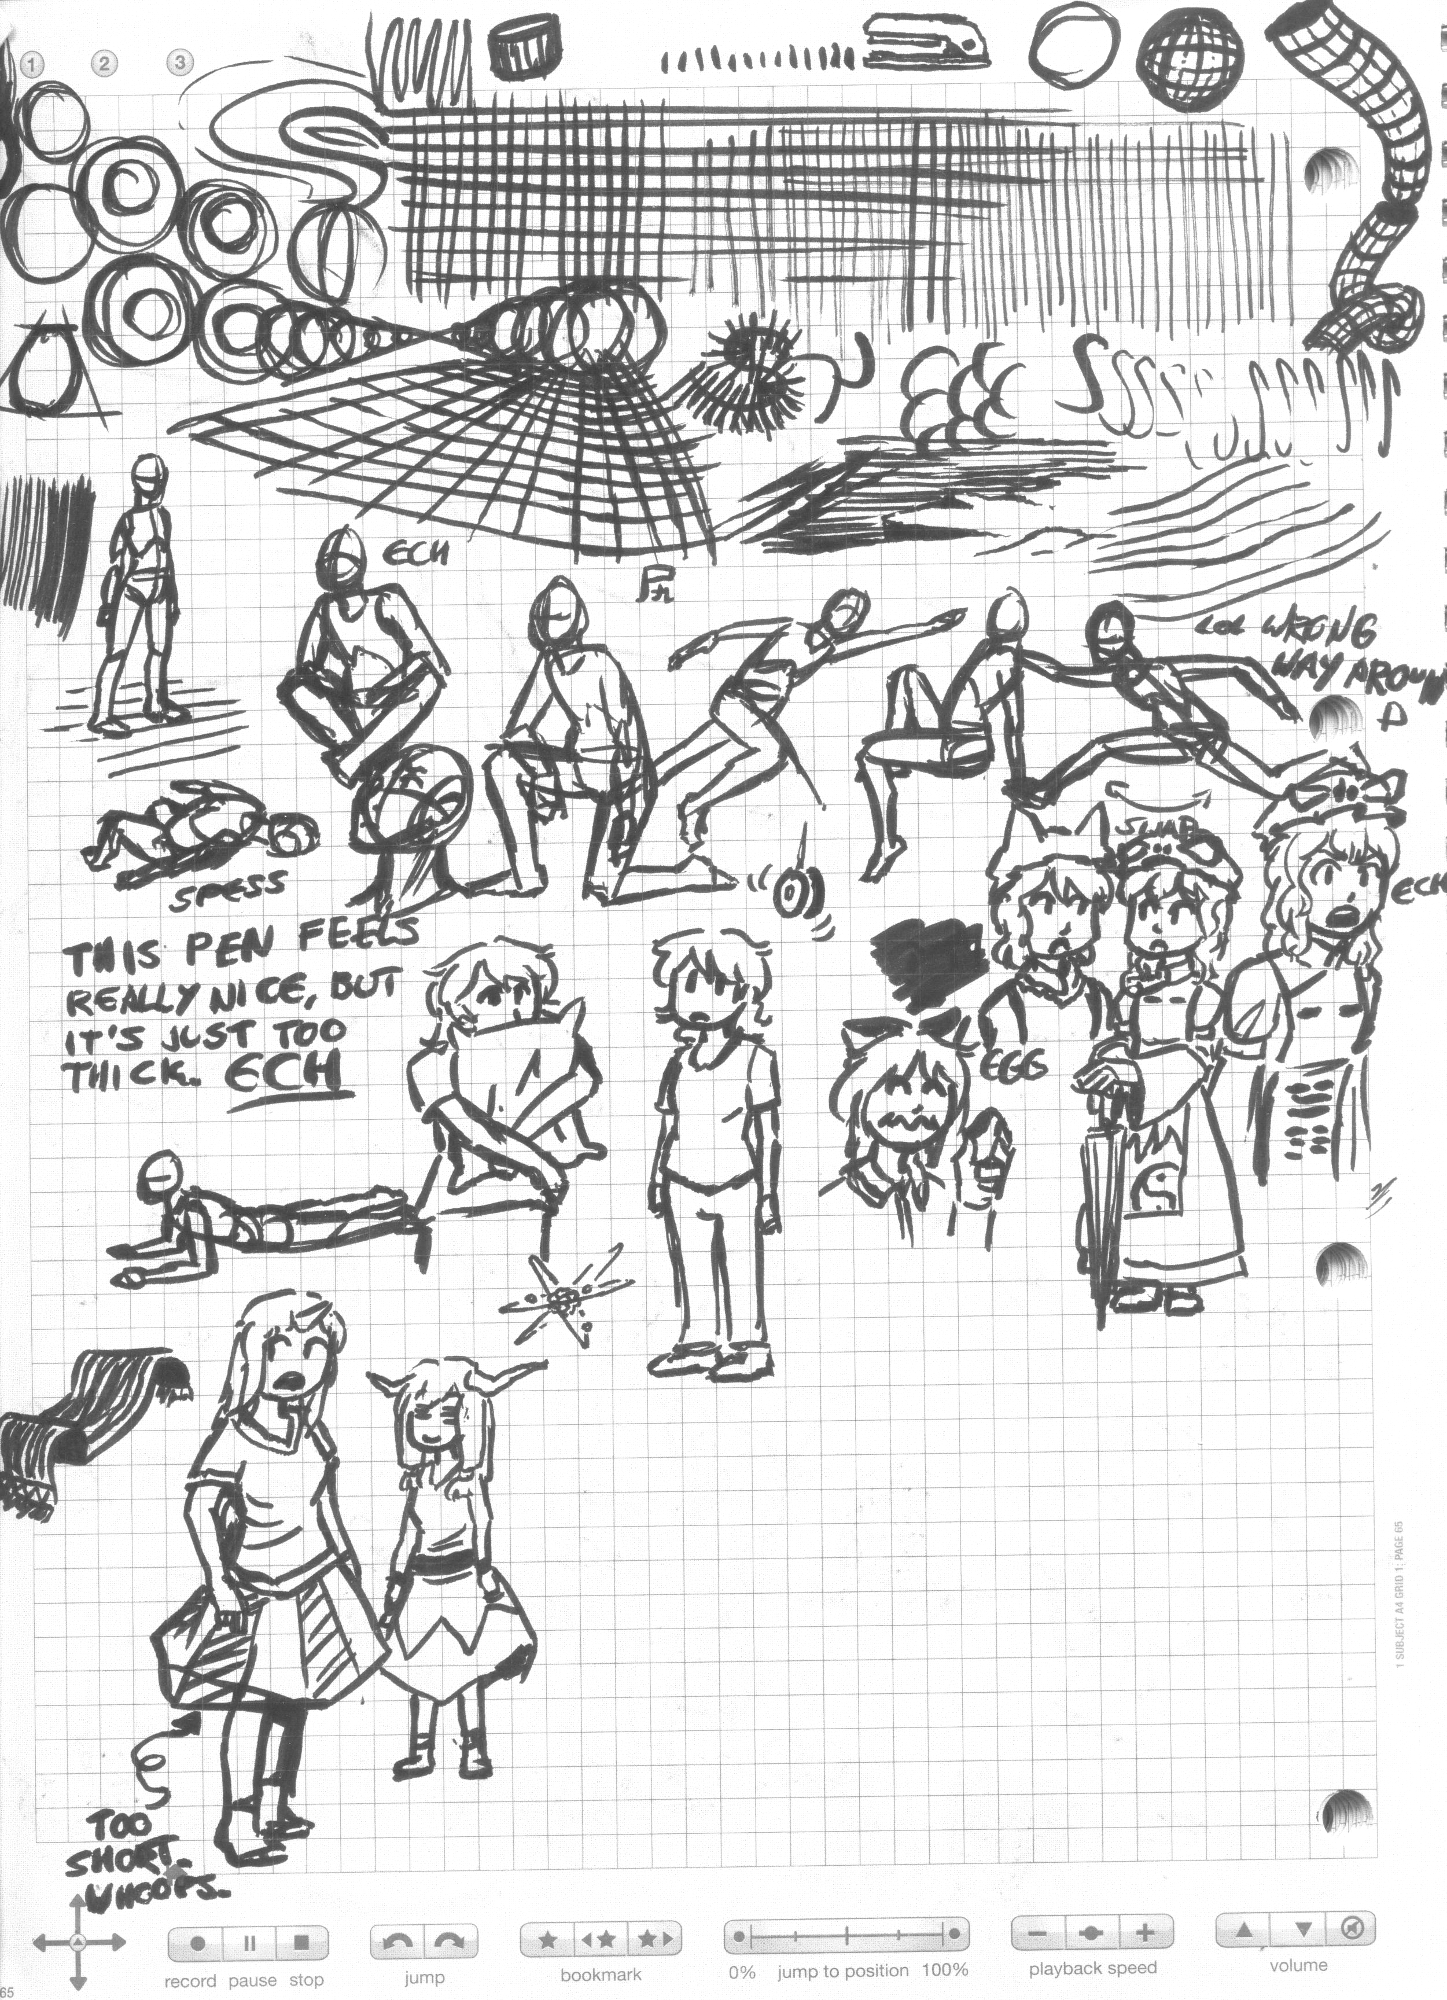 1 2 3
ECH
LOL WRONG
WAY AROUN
D
SWAP
ECH
SPESS
THIS PEN FEELS
REALLY NICE, BUT
IT'S JUST TOO
THICK. ECH
EGG
TOO
SHORT.
WHOOPS.
1 SUBJECT A4 GRID 1: PAGE 65
record pause stop jump bookmark 0% jump to position 100% playback speed volume
65